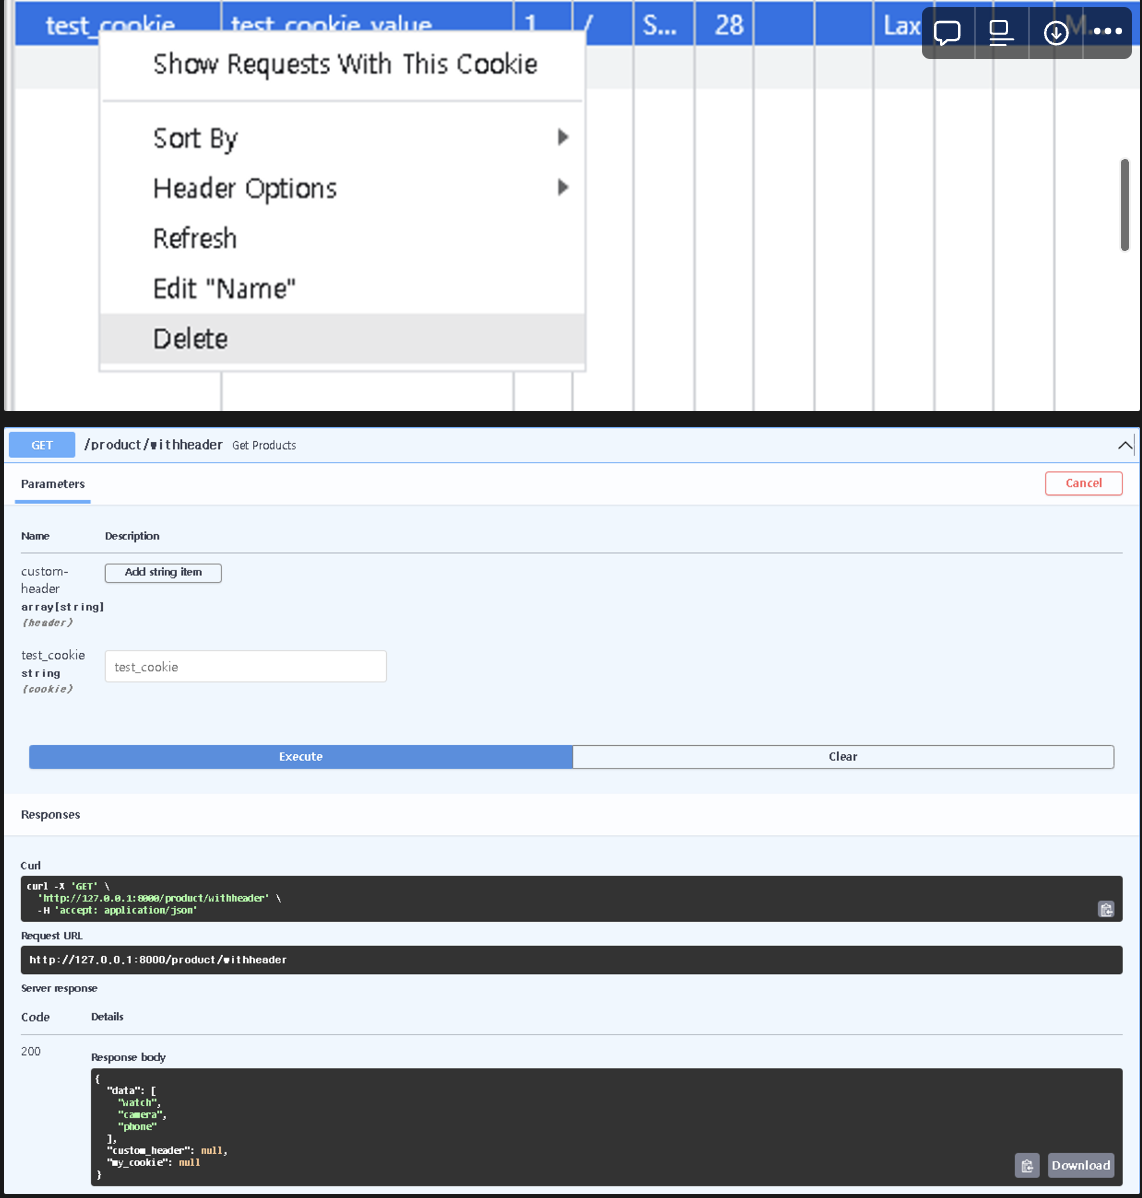 test_cookie test_cookie_value 1 / S... 28 Lax M...
Show Requests With This Cookie
Sort By
Header Options
Refresh
Edit "Name"
Delete
GET /product/withheader Get Products
Parameters
Cancel
Name Description
custom-
header
array[string]
(header)
Add string item
test_cookie
string
(cookie)
test_cookie
Execute Clear
Responses
Curl
curl -X 'GET' \
'http://127.0.0.1:8000/product/withheader' \
-H 'accept: application/json'
Request URL
http://127.0.0.1:8000/product/withheader
Server response
Code Details
200
Response body
{
"data": [
"watch",
"camera",
"phone"
],
"custom_header": null,
"my_cookie": null
}
Download